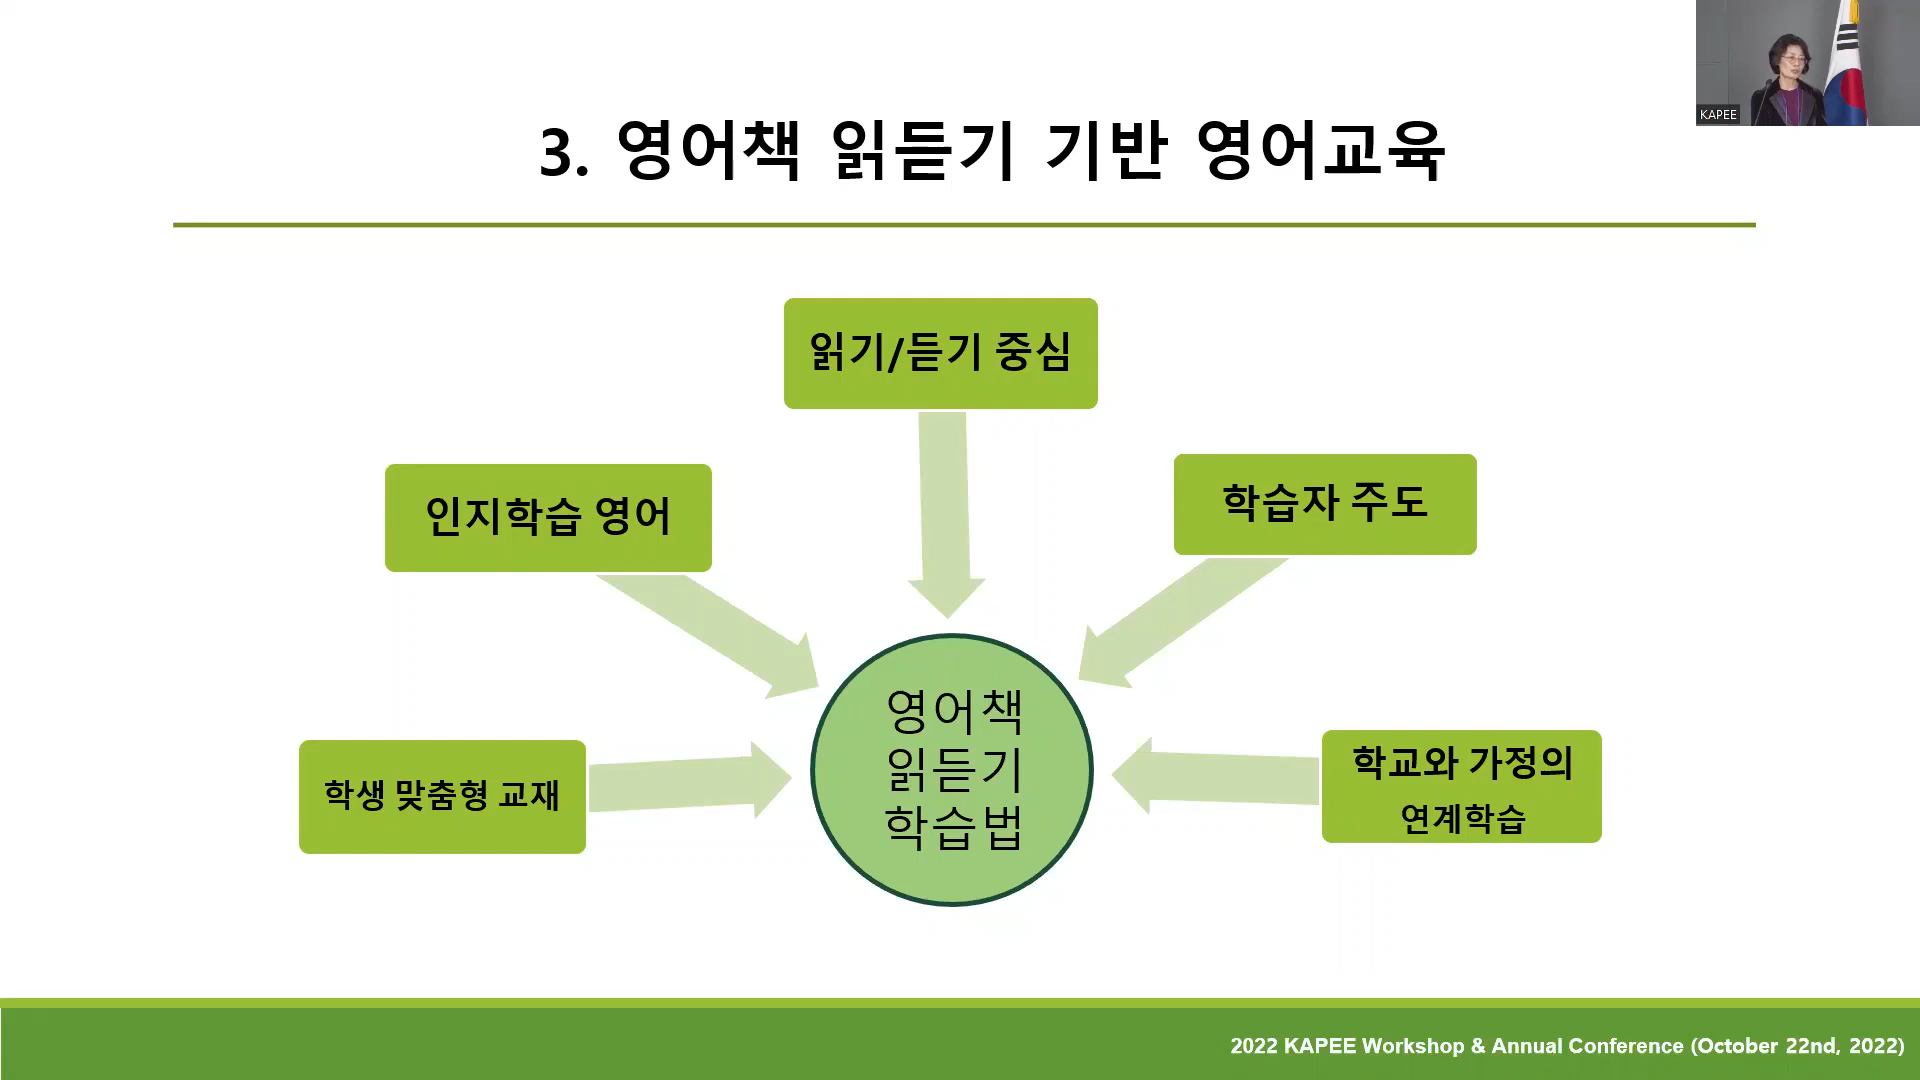 KAPEE
3. 영어책 읽듣기 기반 영어교육
읽기/듣기 중심
인지학습 영어
학습자 주도
학생 맞춤형 교재
영어책
읽듣기
학습법
학교와 가정의
연계학습
2022 KAPEE Workshop & Annual Conference (October 22nd, 2022)